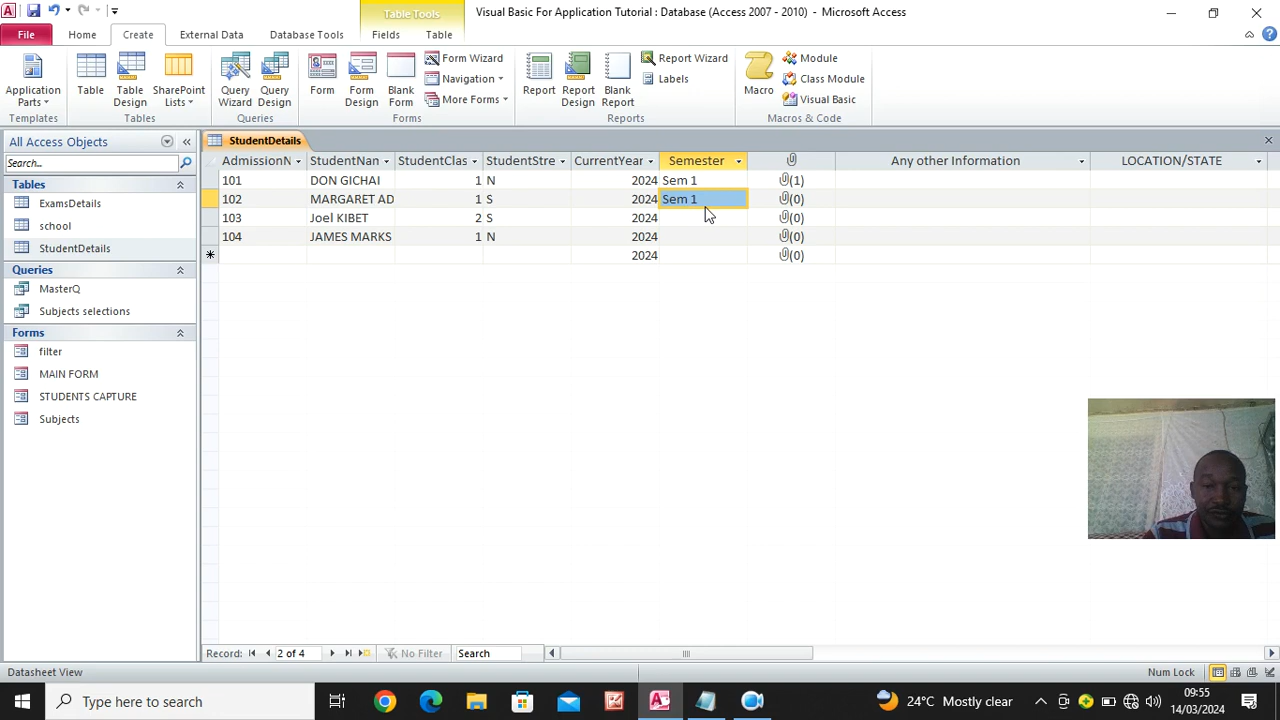 Table Tools
Visual Basic For Application Tutorial : Database (Access 2007 - 2010) - Microsoft Access
File Home Create External Data Database Tools Fields Table
Application Parts
Table
Table Design
SharePoint Lists
Query Wizard
Query Design
Form
Form Design
Blank Form
Form Wizard
Navigation
More Forms
Report
Report Design
Blank Report
Report Wizard
Labels
Macro
Module
Class Module
Visual Basic
Templates Tables Queries Forms Reports Macros & Code
All Access Objects
Search...
Tables
ExamsDetails
school
StudentDetails
Queries
MasterQ
Subjects selections
Forms
filter
MAIN FORM
STUDENTS CAPTURE
Subjects
StudentDetails
AdmissionN StudentNan StudentClas StudentStre CurrentYear Semester Any other Information LOCATION/STATE
101 DON GICHAI 1 N 2024 Sem 1 (1)
102 MARGARET AD 1 S 2024 Sem 1 (0)
103 Joel KIBET 2 S 2024 (0)
104 JAMES MARKS 1 N 2024 (0)
2024 (0)
Record: 2 of 4 No Filter Search
Datasheet View Num Lock
Type here to search
24°C Mostly clear
09:55
14/03/2024